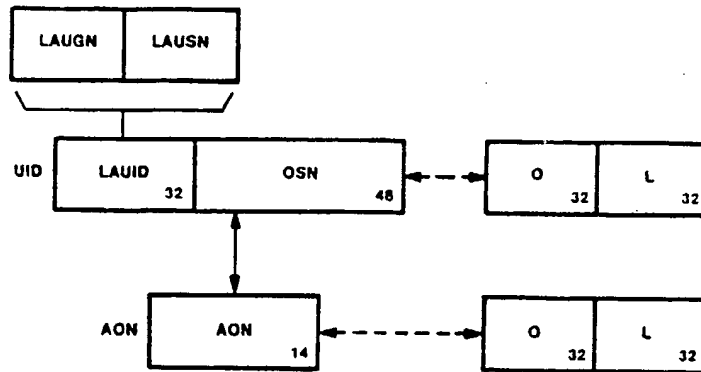 LAUGN LAUSN
UID LAUID 32 OSN 48 O 32 L 32
AON AON 14 O 32 L 32